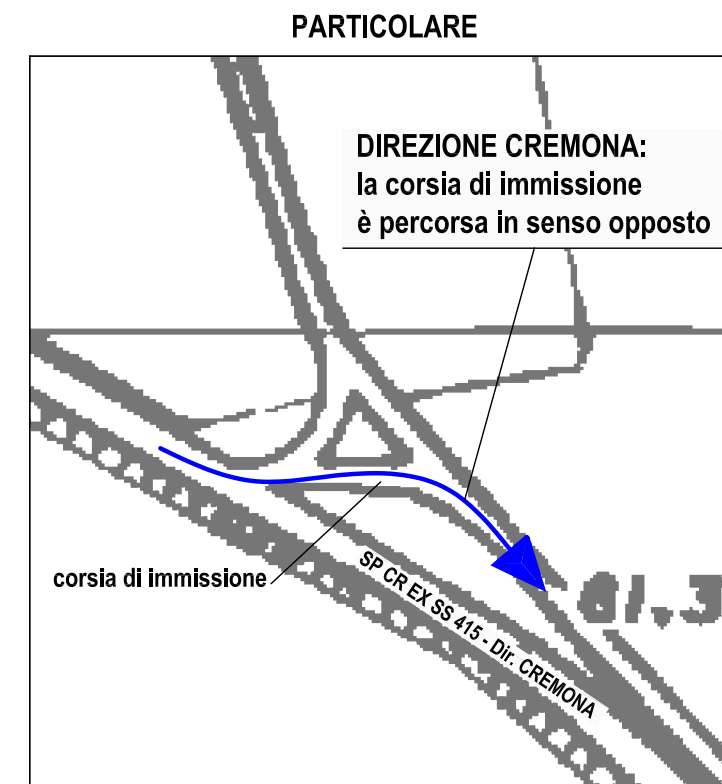 PARTICOLARE
DIREZIONE CREMONA:
la corsia di immissione
è percorsa in senso opposto
corsia di immissione
SP CR EX SS 415 - Dir. CREMONA